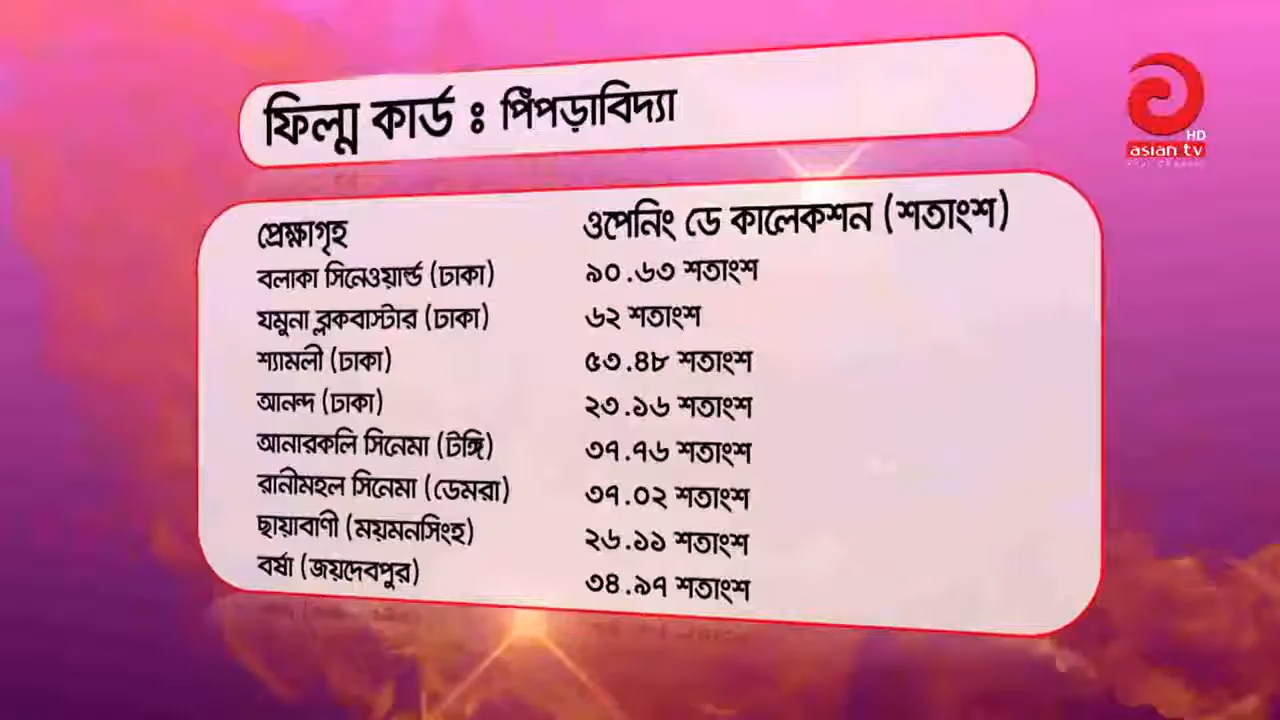 ফিল্ম কার্ড ঃ পিঁপড়াবিদ্যা
HD
asian tv
প্রেক্ষাগৃহ ওপেনিং ডে কালেকশন (শতাংশ)
বলাকা সিনেওয়ার্ল্ড (ঢাকা) ৯০.৬৩ শতাংশ
যমুনা ব্লকবাস্টার (ঢাকা) ৬২ শতাংশ
শ্যামলী (ঢাকা) ৫৩.৪৮ শতাংশ
আনন্দ (ঢাকা) ২৩.১৬ শতাংশ
আনারকলি সিনেমা (টঙ্গি) ৩৭.৭৬ শতাংশ
রানীমহল সিনেমা (ডেমরা) ৩৭.০২ শতাংশ
ছায়াবাণী (ময়মনসিংহ) ২৬.১১ শতাংশ
বর্ষা (জয়দেবপুর) ৩৪.৯৭ শতাংশ